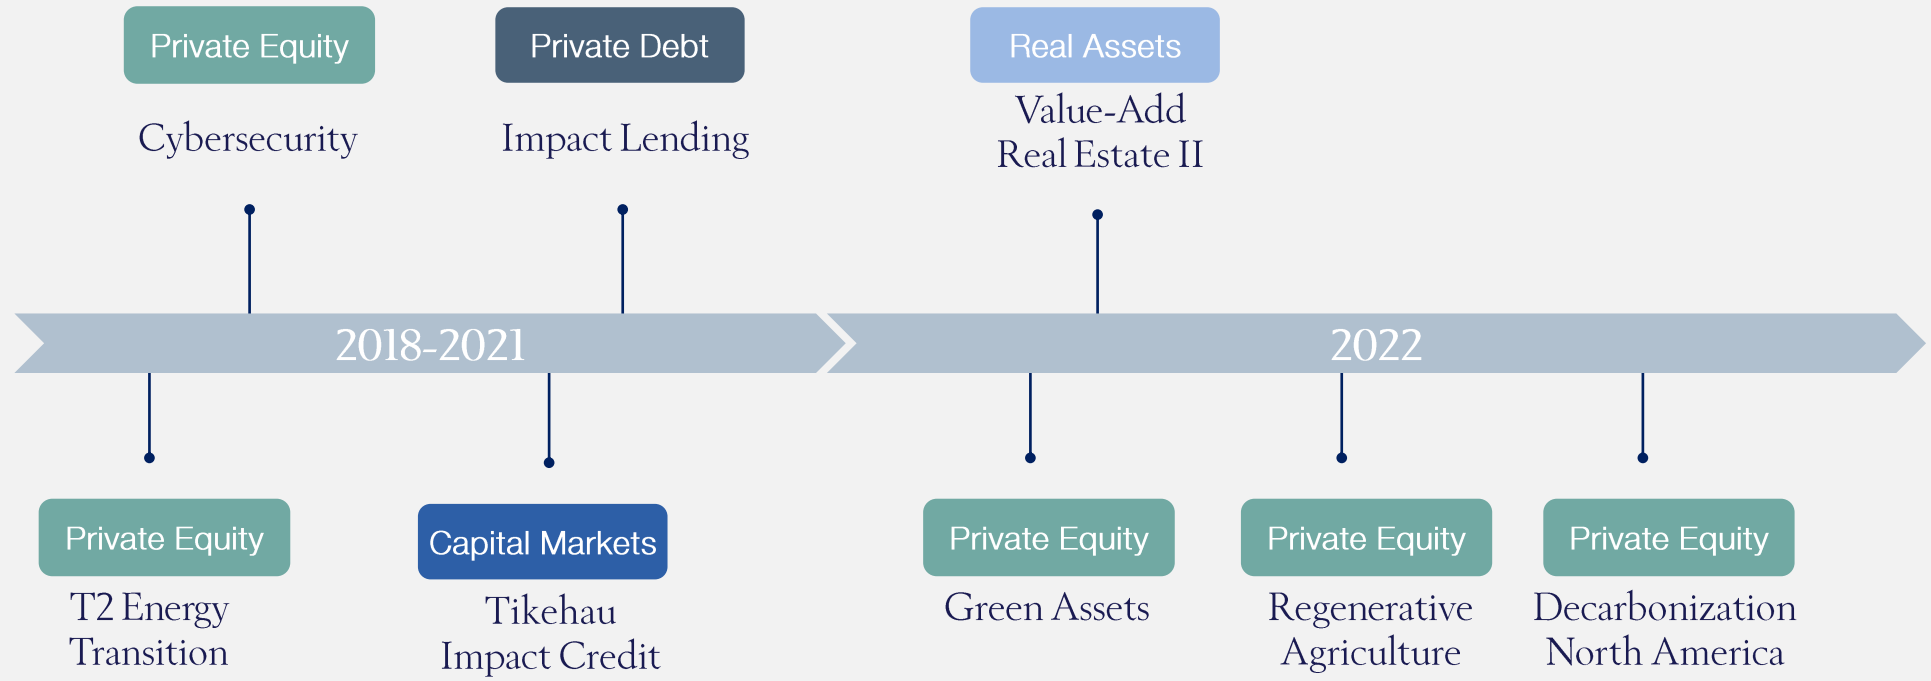 Private Equity
Cybersecurity
Private Debt
Impact Lending
Real Assets
Value-Add
Real Estate II
2018-2021
2022
Private Equity
T2 Energy
Transition
Capital Markets
Tikehau
Impact Credit
Private Equity
Green Assets
Private Equity
Regenerative
Agriculture
Private Equity
Decarbonization
North America